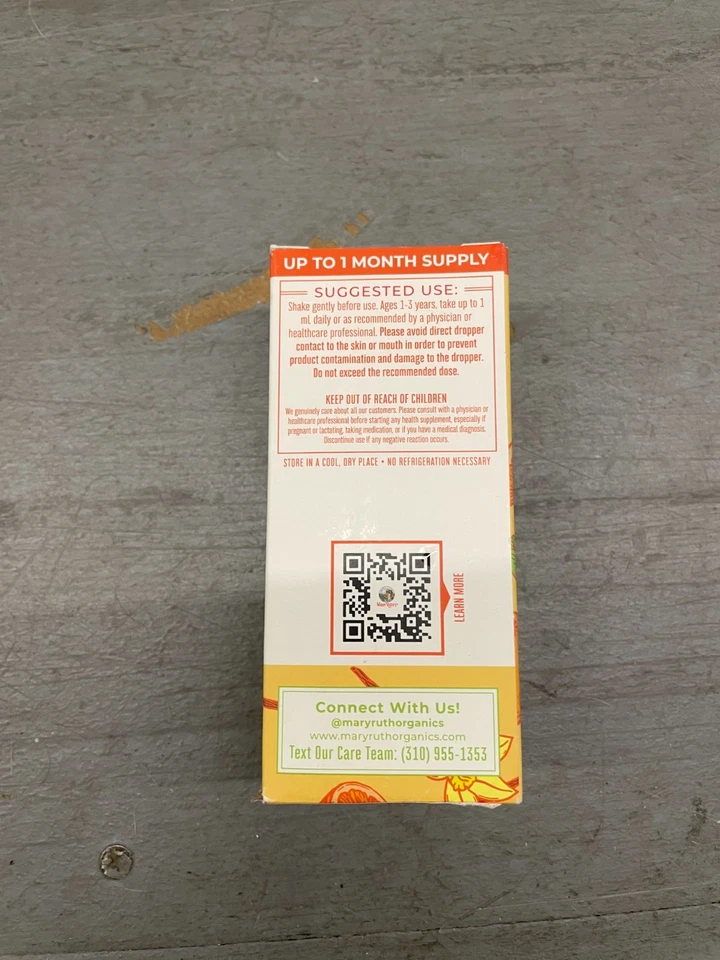 UP TO 1 MONTH SUPPLY
SUGGESTED USE:
Shake gently before use. Ages 1-3 years, take up to 1
mL daily or as recommended by a physician or
healthcare professional. Please avoid direct dropper
contact to the skin or mouth in order to prevent
product contamination and damage to the dropper.
Do not exceed the recommended dose.
KEEP OUT OF REACH OF CHILDREN
We genuinely care about all our customers. Please consult with a physician or
healthcare professional before starting any health supplement, especially if
pregnant or lactating, taking medication, or if you have a medical diagnosis.
Discontinue use if any negative reaction occurs.
STORE IN A COOL, DRY PLACE • NO REFRIGERATION NECESSARY
LEARN MORE
Connect With Us!
@maryruthorganics
www.maryruthorganics.com
Text Our Care Team: (310) 955-1353